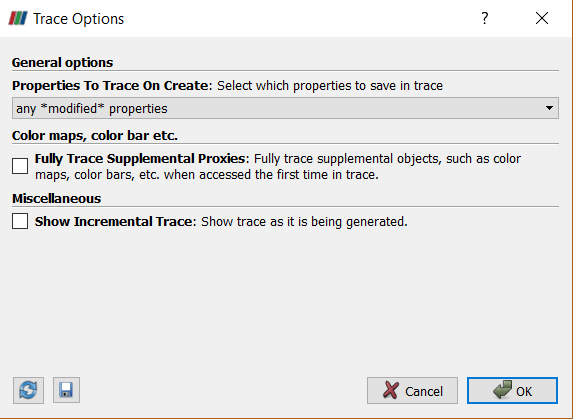 Trace Options
?
General options
Properties To Trace On Create: Select which properties to save in trace
any *modified* properties
Color maps, color bar etc.
Fully Trace Supplemental Proxies: Fully trace supplemental objects, such as color
maps, color bars, etc. when accessed the first time in trace.
Miscellaneous
Show Incremental Trace: Show trace as it is being generated.
Cancel
OK